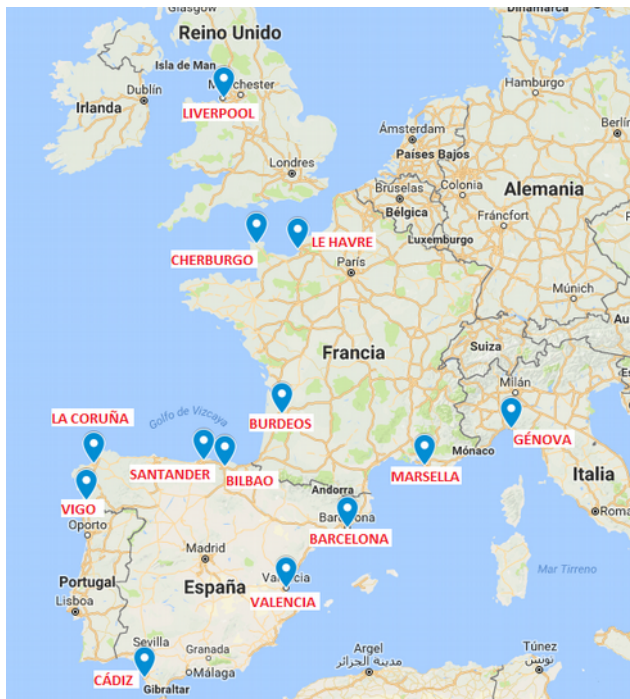 Glasgow
Dinamarca
Reino Unido
Isla de Man
Dublín
Manchester
Hamburgo
Irlanda
LIVERPOOL
Berlín
Ámsterdam
Países Bajos
Londres
Bruselas
Colonia
Alemania
Bélgica
Fráncfort
LE HAVRE
CHERBURGO
Luxemburgo
París
Múnich
Suiza
Francia
Milán
Golfo de Vizcaya
LA CORUÑA
BURDEOS
GÉNOVA
Mónaco
SANTANDER
BILBAO
MARSELLA
Italia
Andorra
VIGO
Oporto
Barcelona
Roma
BARCELONA
Madrid
Portugal
España
Valencia
Mar Tirreno
Lisboa
VALENCIA
Sevilla
Granada
Argel
مدينة الجزائر
Túnez
تونس
CÁDIZ
Málaga
Gibraltar